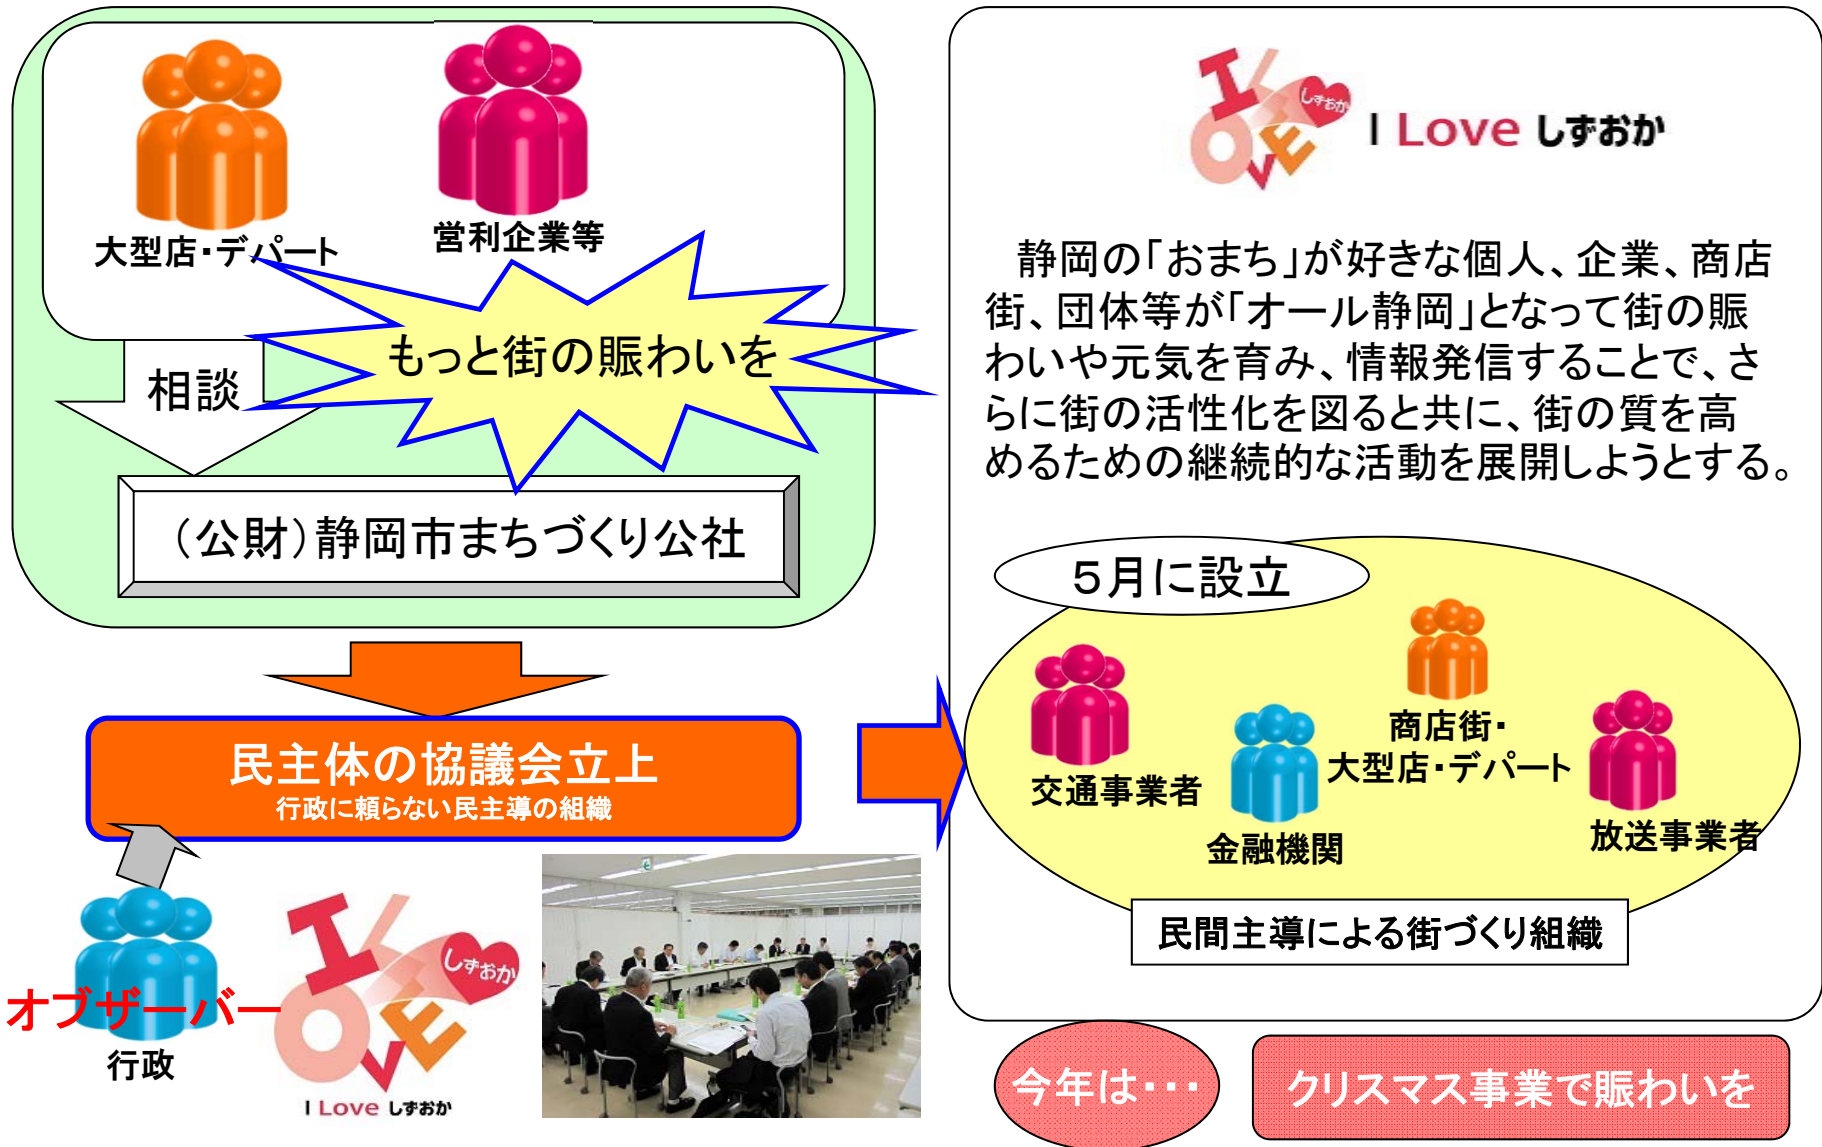 大型店・デパート
営利企業等
もっと街の賑わいを
相談
（公財）静岡市まちづくり公社
民主体の協議会立上
行政に頼らない民主導の組織
オブザーバー
行政
I LOVE しずおか
I Love しずおか
I LOVE しずおか
I Love しずおか
静岡の「おまち」が好きな個人、企業、商店
街、団体等が「オール静岡」となって街の賑
わいや元気を育み、情報発信することで、さ
らに街の活性化を図ると共に、街の質を高
めるための継続的な活動を展開しようとする。
５月に設立
交通事業者
金融機関
商店街・
大型店・デパート
放送事業者
民間主導による街づくり組織
今年は・・・
クリスマス事業で賑わいを